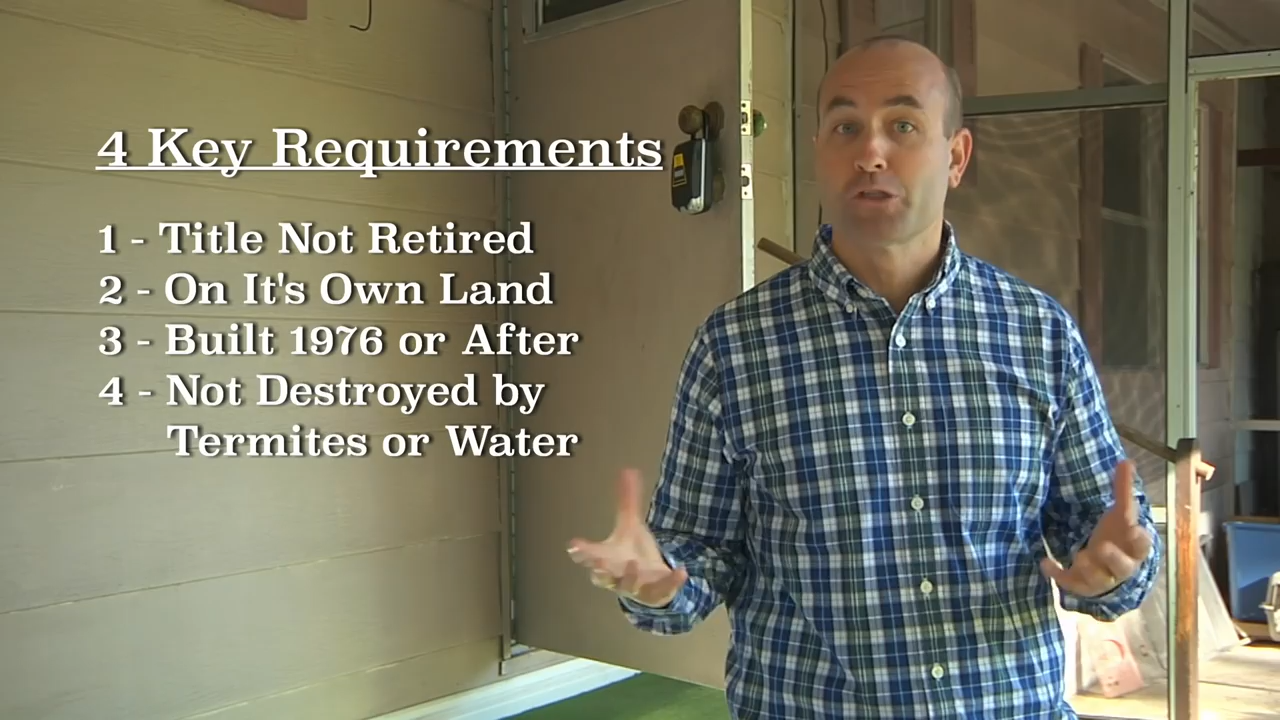 4 Key Requirements
1 - Title Not Retired
2 - On It's Own Land
3 - Built 1976 or After
4 - Not Destroyed by
Termites or Water